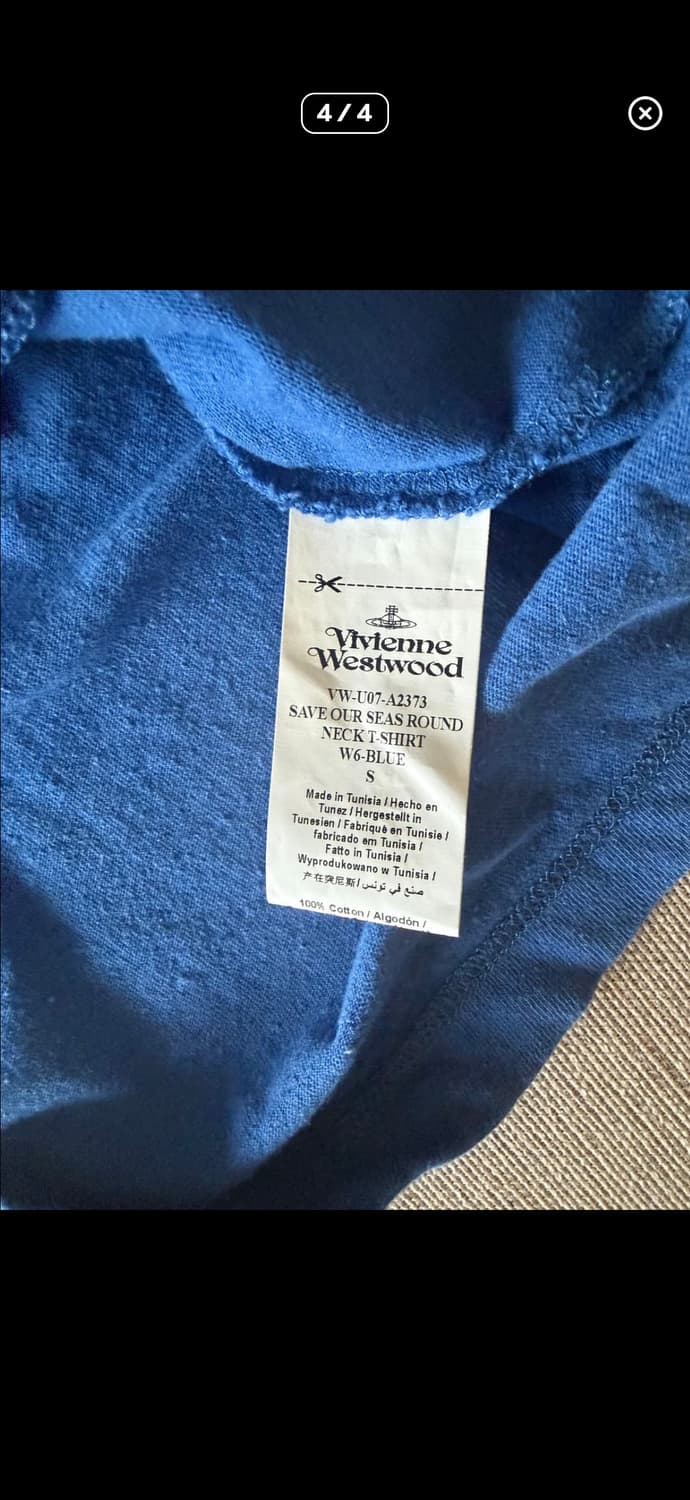 4/4
Vivienne
Westwood
VW-U07-A2373
SAVE OUR SEAS ROUND
NECK T-SHIRT
W6-BLUE
S
Made in Tunisia / Hecho en
Tunez / Hergestellt in
Tunesien / Fabriqué en Tunisie /
fabricado em Tunisia /
Fatto in Tunisia /
Wyprodukowano w Tunisia /
产在突尼斯/ صنع في تونس
100% Cotton / Algodón /